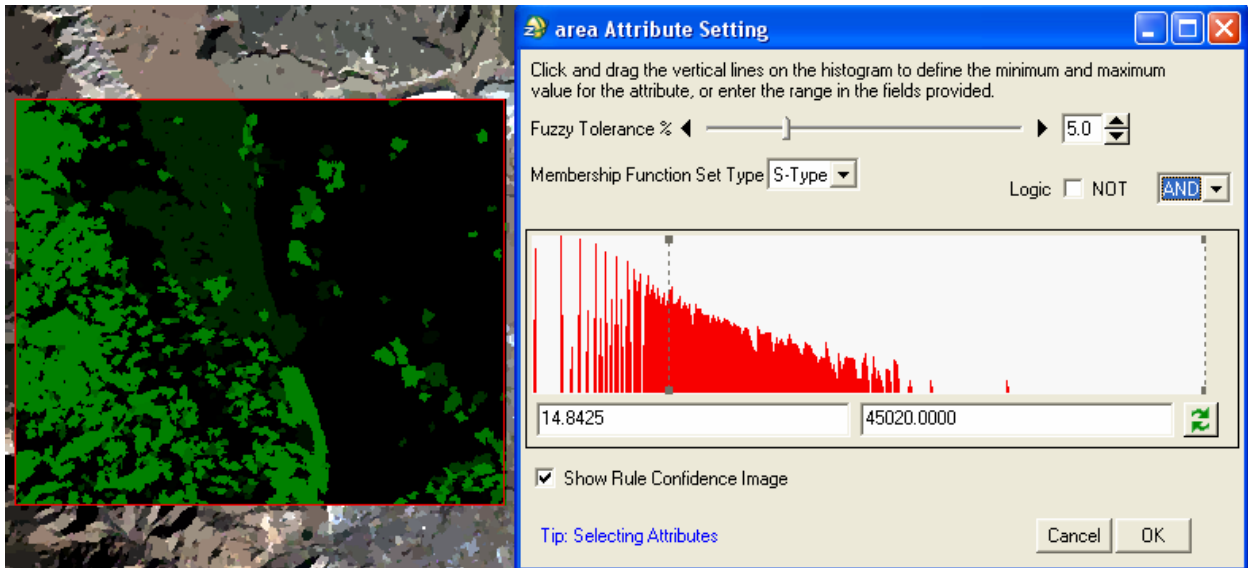 area Attribute Setting
Click and drag the vertical lines on the histogram to define the minimum and maximum
value for the attribute, or enter the range in the fields provided.
Fuzzy Tolerance % 5.0
Membership Function Set Type S-Type
Logic NOT AND
14.8425 45020.0000
Show Rule Confidence Image
Tip: Selecting Attributes Cancel OK